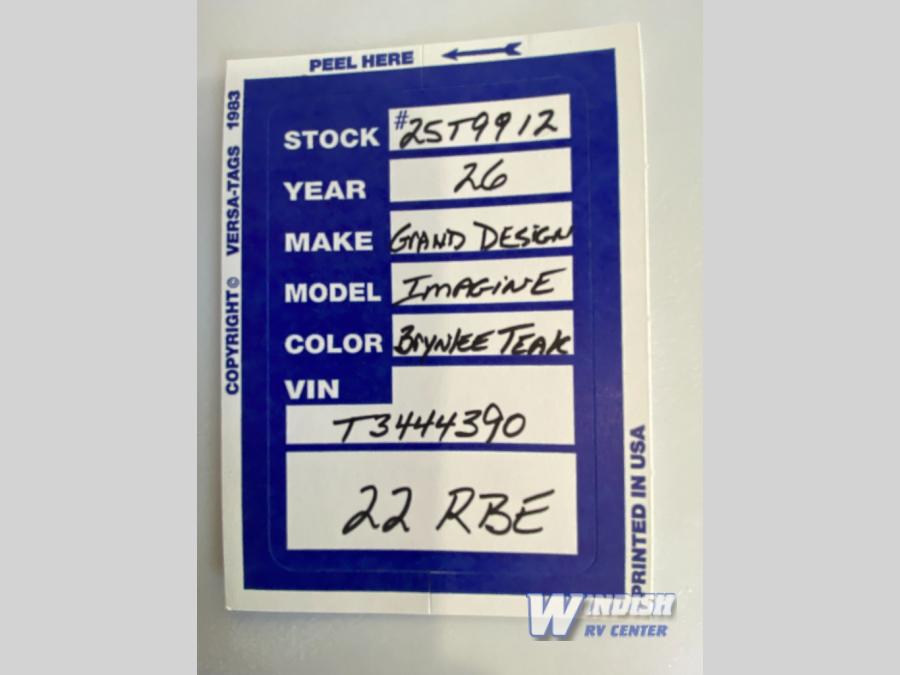 PEEL HERE
COPYRIGHT © VERSA-TAGS 1983
STOCK #25T9912
YEAR 26
MAKE GRAND DESIGN
MODEL IMAGINE
COLOR BRYNLEE TEAK
VIN
T3444390
22 RBE
PRINTED IN USA
WINDISH
RV CENTER